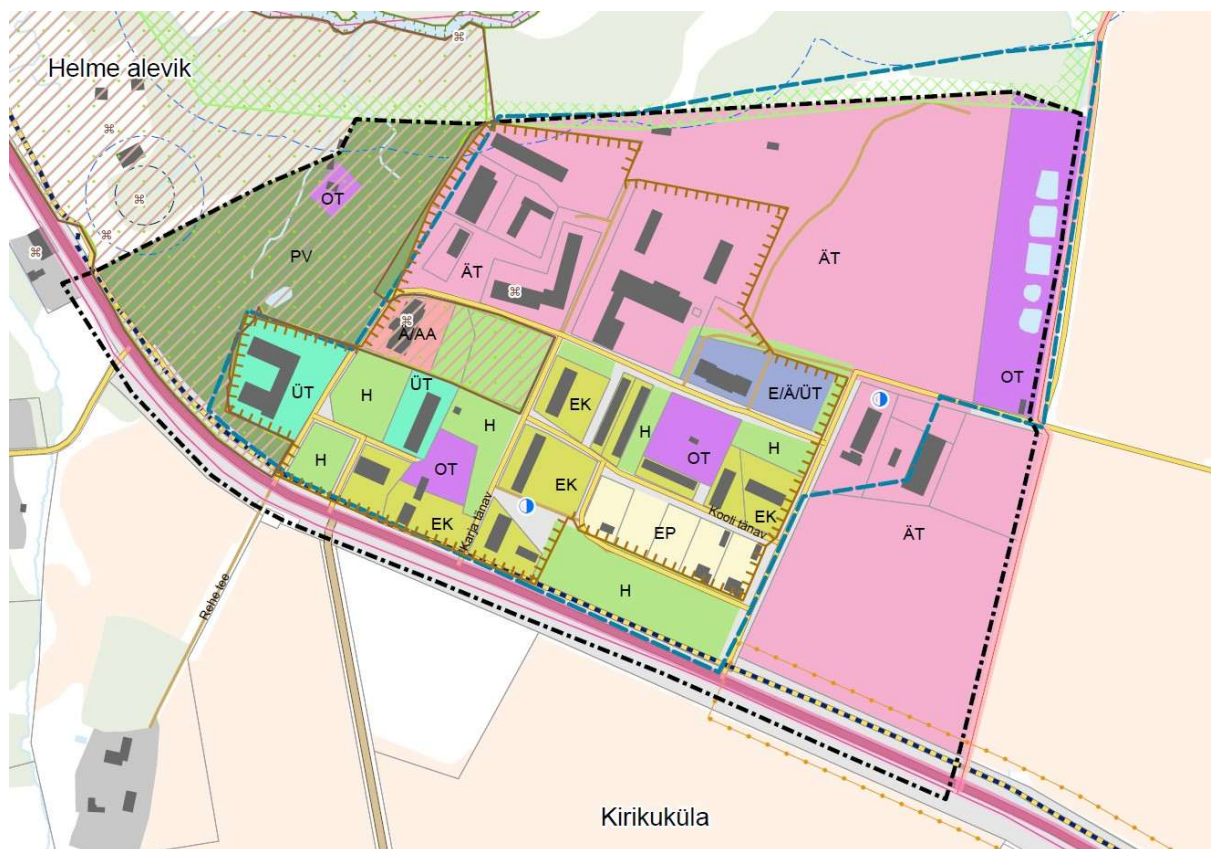 Helme alevik
OT
PV
ÄT
ÄT
Ä/AA
ÜT
H
ÜT
EK
H
E/Ä/ÜT
OT
H
OT
H
OT
H
EK
EK
Karja tänav
EP
Kooli tänav
EK
ÄT
H
Rehe tee
Kirikuküla